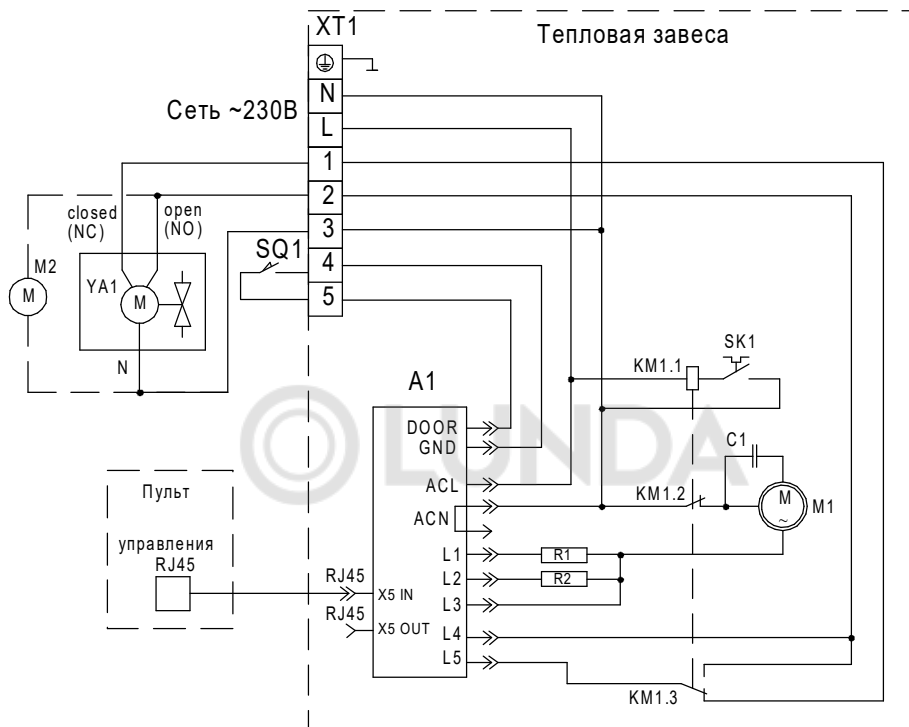 XT1
Тепловая завеса
Сеть ~230В
N
L
1
2
3
4
5
closed
(NC)
open
(NO)
SQ1
M2
M
YA1
M
N
SK1
KM1.1
A1
LUNDA
DOOR
GND
ACL
ACN
L1
L2
L3
L4
L5
C1
KM1.2
M
~
M1
R1
R2
Пульт
управления
RJ45
RJ45
X5 IN
RJ45
X5 OUT
KM1.3